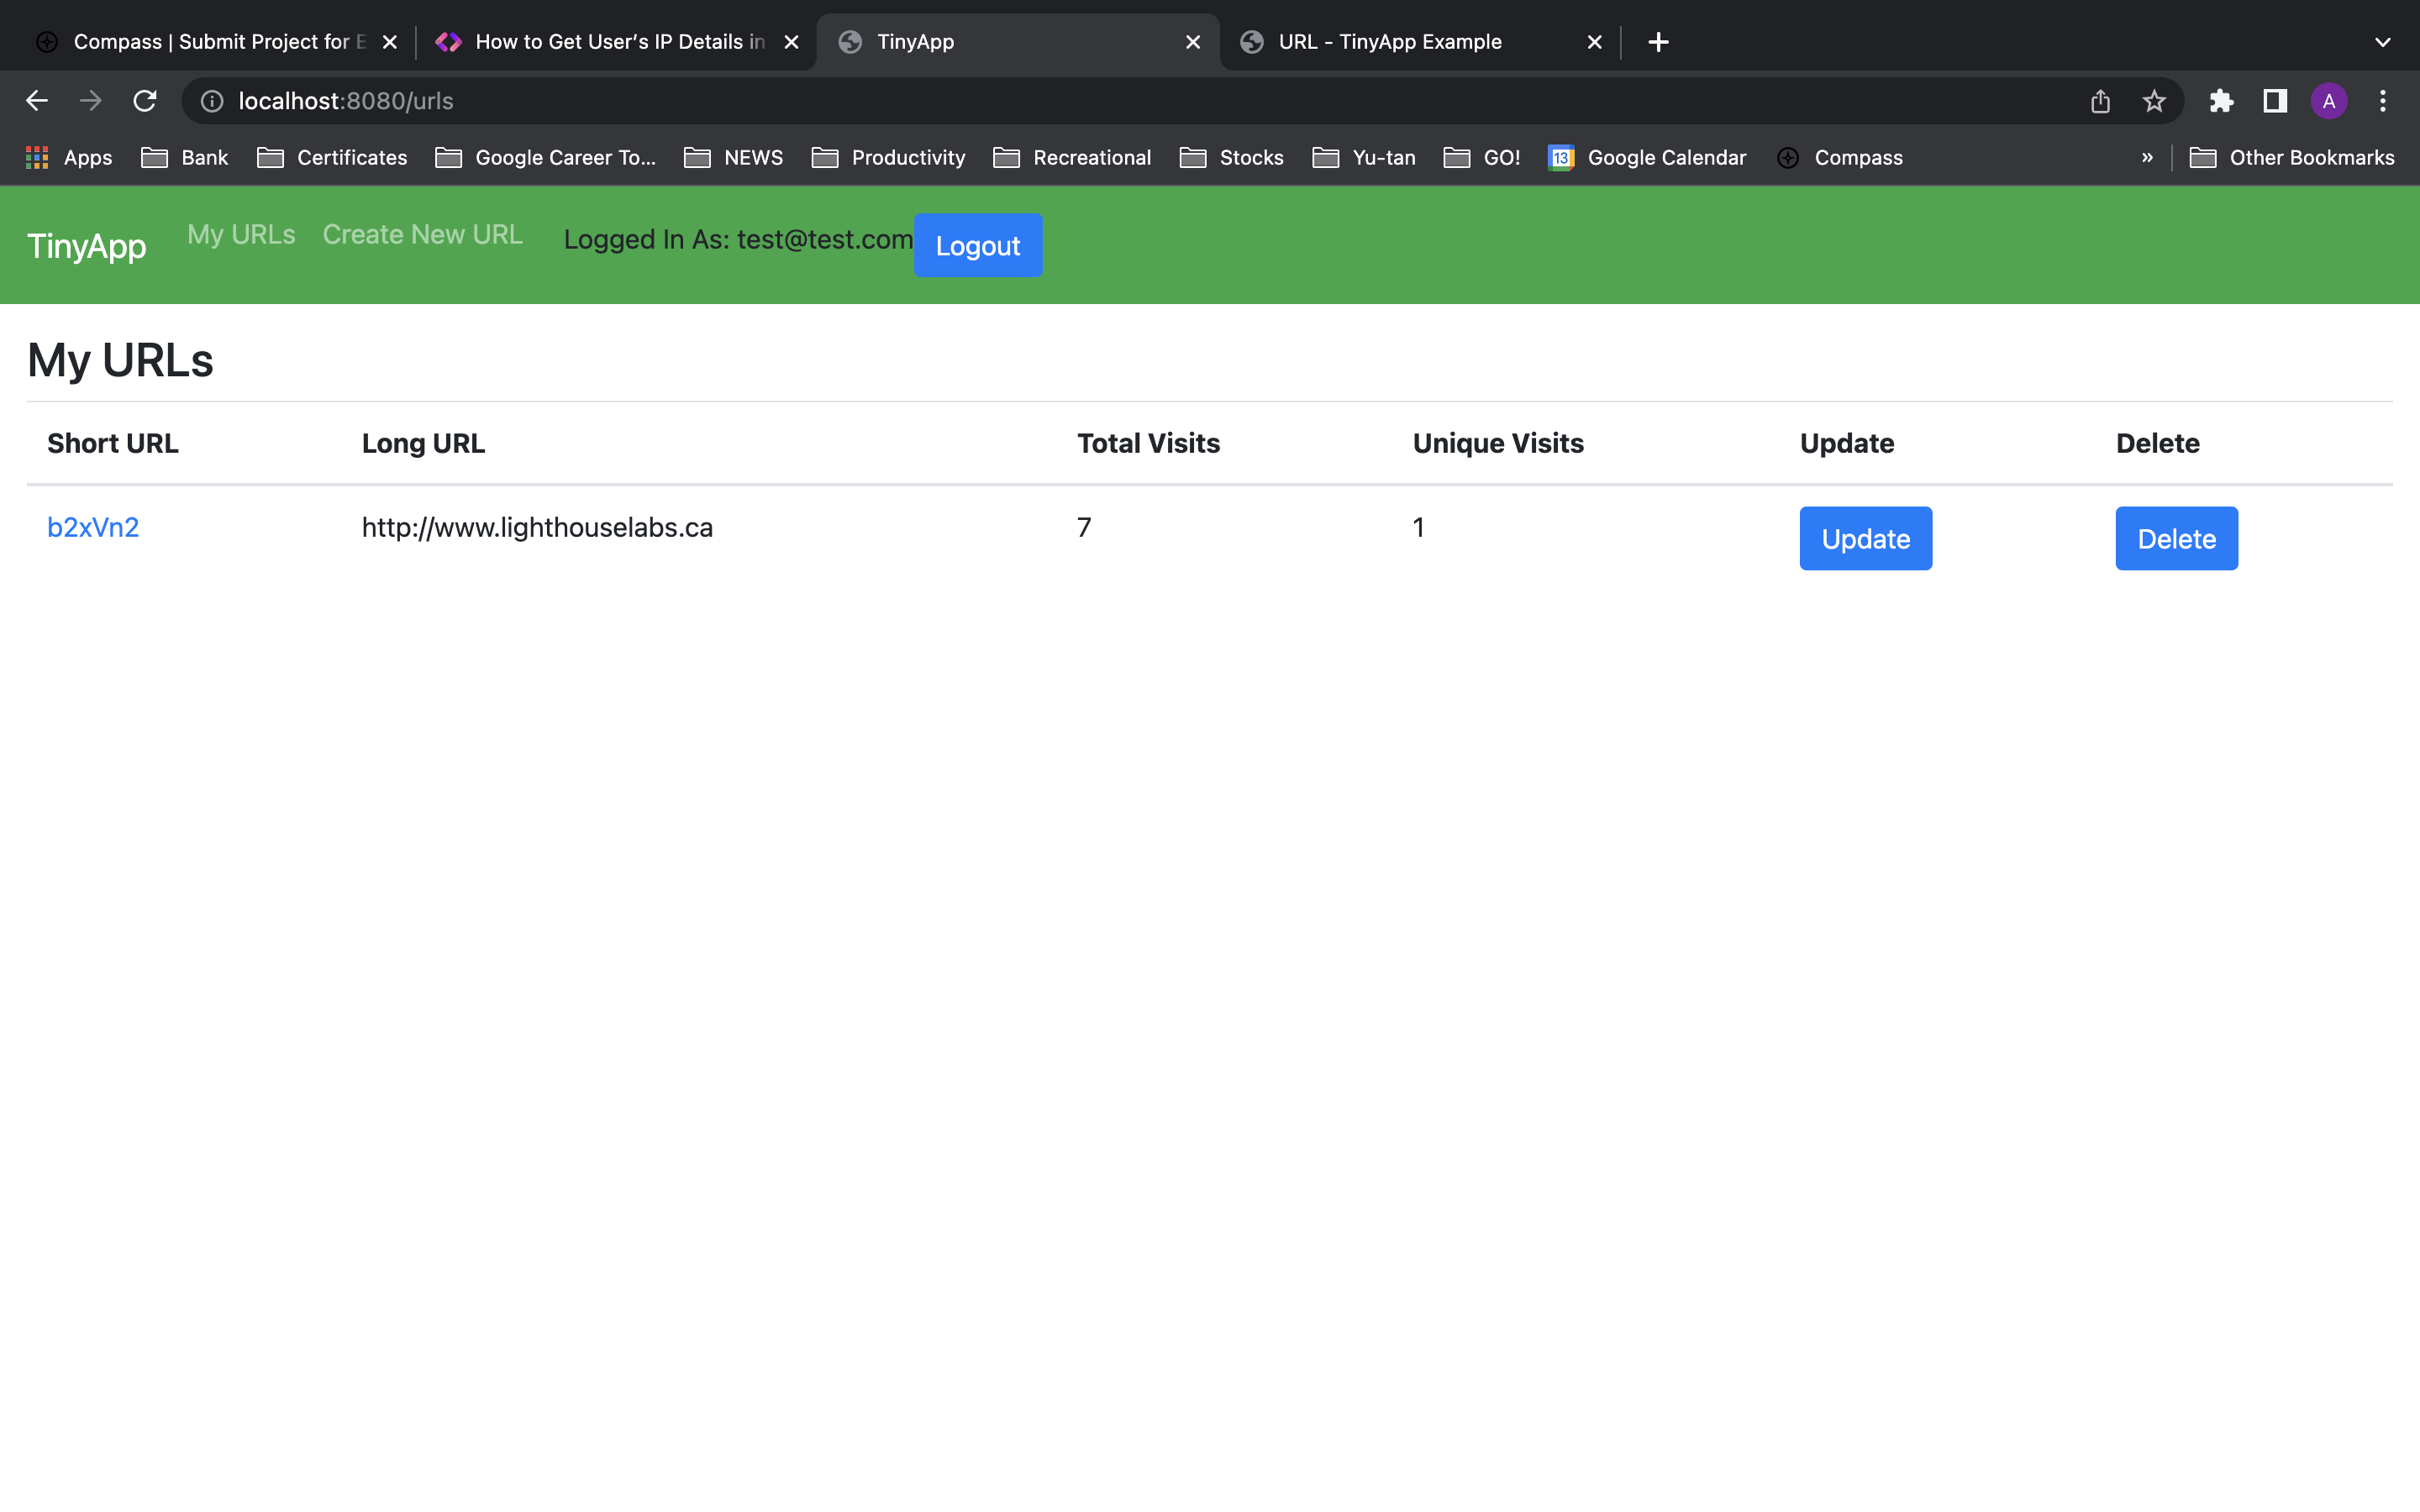 Compass | Submit Project for E
How to Get User's IP Details in
TinyApp
URL - TinyApp Example
localhost:8080/urls
A
Apps
Bank
Certificates
Google Career To...
NEWS
Productivity
Recreational
Stocks
Yu-tan
GO!
13
Google Calendar
Compass
»
Other Bookmarks
TinyApp My URLs Create New URL Logged In As: test@test.com Logout
My URLs
Short URL Long URL Total Visits Unique Visits Update Delete
b2xVn2 http://www.lighthouselabs.ca 7 1 Update Delete